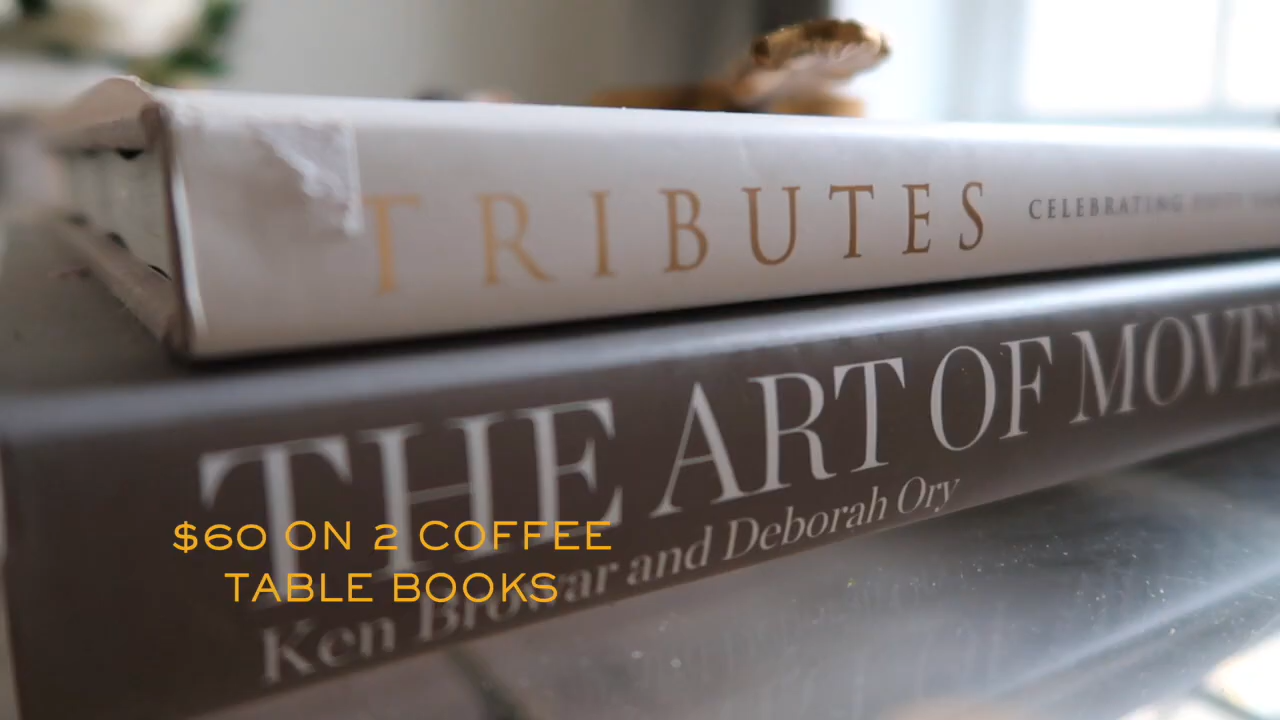 TRIBUTES CELEBRATING
THE ART OF MOVE
Ken Browar and Deborah Ory
$60 ON 2 COFFEE
TABLE BOOKS